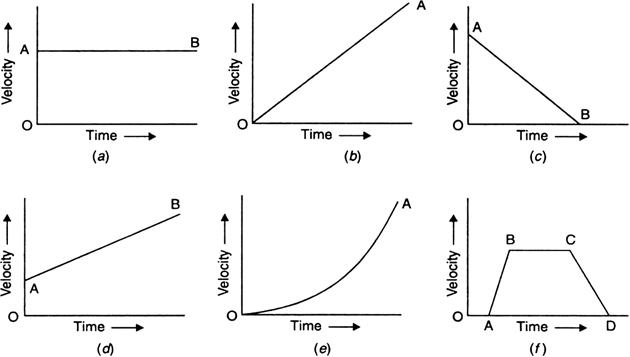 A B
Velocity
O
Time
(a)
A
Velocity
O
Time
(b)
A
Velocity
B
O
Time
(c)
B
Velocity
A
O
Time
(d)
A
Velocity
O
Time
(e)
B C
Velocity
O
A Time D
(f)